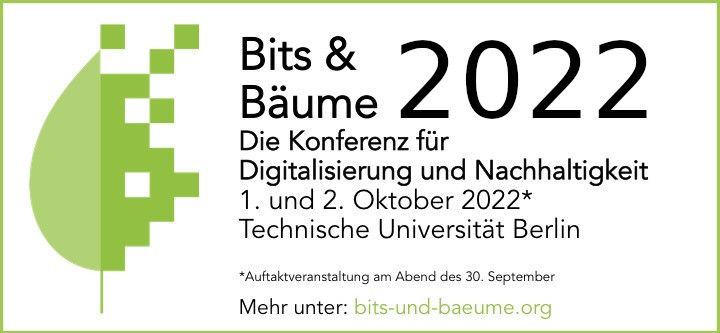 Bits &
Bäume 2022
Die Konferenz für
Digitalisierung und Nachhaltigkeit
1. und 2. Oktober 2022*
Technische Universität Berlin
*Auftaktveranstaltung am Abend des 30. September
Mehr unter: bits-und-baeume.org